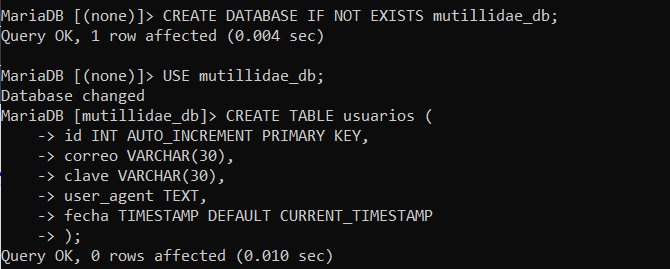 MariaDB [(none)]> CREATE DATABASE IF NOT EXISTS mutillidae_db;
Query OK, 1 row affected (0.004 sec)
MariaDB [(none)]> USE mutillidae_db;
Database changed
MariaDB [mutillidae_db]> CREATE TABLE usuarios (
    -> id INT AUTO_INCREMENT PRIMARY KEY,
    -> correo VARCHAR(30),
    -> clave VARCHAR(30),
    -> user_agent TEXT,
    -> fecha TIMESTAMP DEFAULT CURRENT_TIMESTAMP
    -> );
Query OK, 0 rows affected (0.010 sec)